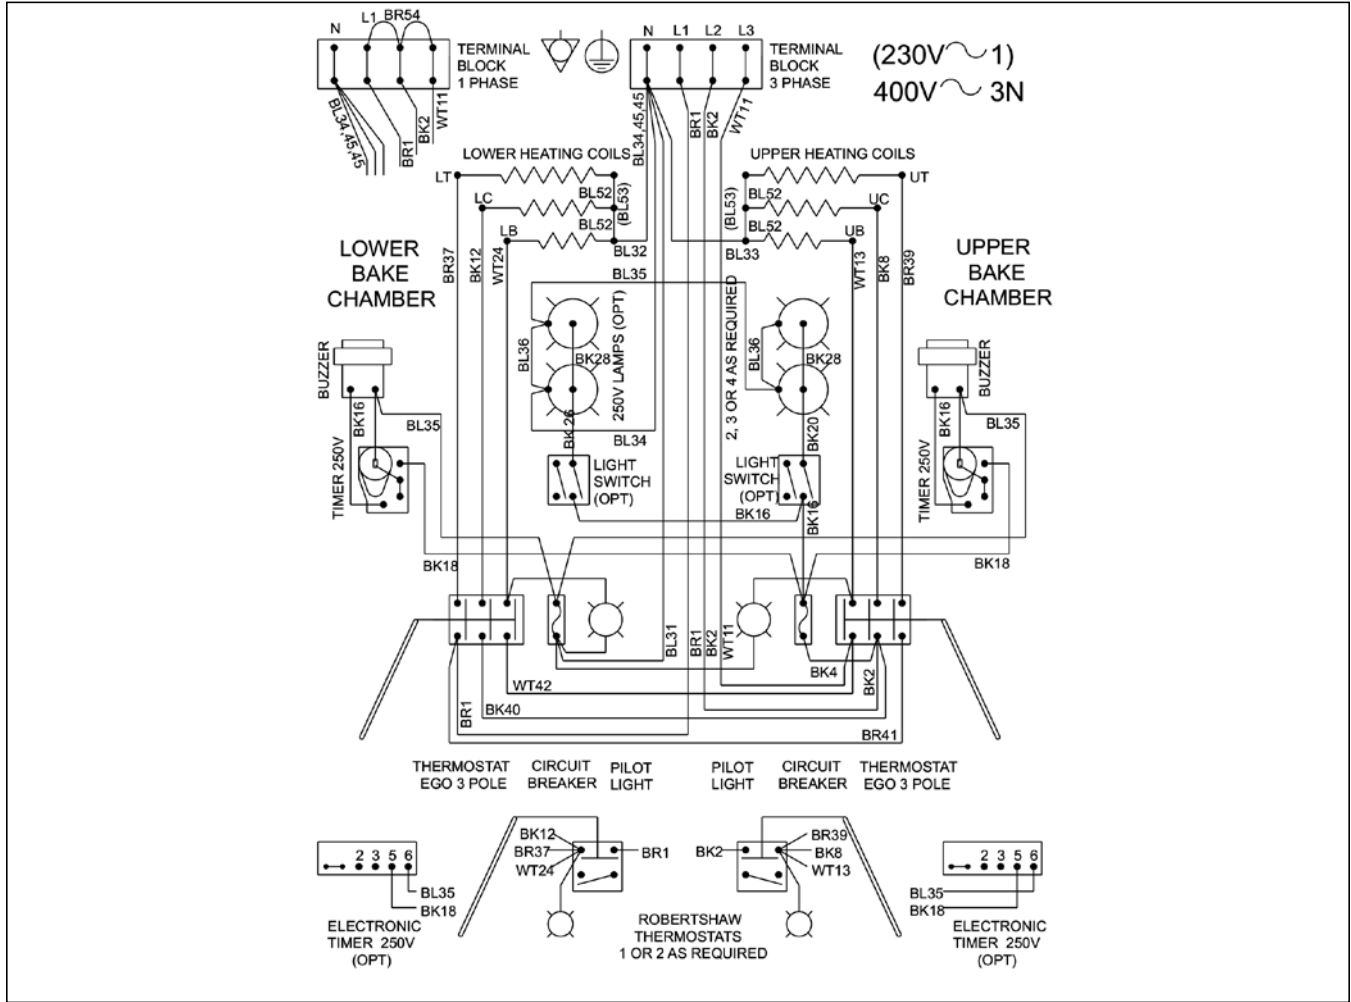 N
L1
BR54
TERMINAL
BLOCK
1 PHASE
BL34,45,45
BR1
BK2
WT11
N L1 L2 L3
TERMINAL
BLOCK
3 PHASE
BL34,45,45
BR1
BK2
WT11
(230V 1)
400V 3N
LOWER HEATING COILS
UPPER HEATING COILS
LT
LC
LB
BL52
BL52
(BL53)
BL32
(BL53)
BL52
BL52
BL33
UT
UC
UB
LOWER
BAKE
CHAMBER
BR37
BK12
WT24
BL35
WT13
BK8
BR39
UPPER
BAKE
CHAMBER
BL36
BK28
250V LAMPS (OPT)
2, 3 OR 4 AS REQUIRED
BL36
BK28
BUZZER
BK16
BL35
TIMER 250V
BK 26
BL34
BK20
BUZZER
BK16
BL35
TIMER 250V
LIGHT
SWITCH
(OPT)
LIGHT
SWITCH
(OPT)
BK16
BK16
BK18
BK18
BL31
BR1
BK2
WT11
BK4
BK2
WT42
BR1
BK40
BR41
THERMOSTAT
EGO 3 POLE
CIRCUIT
BREAKER
PILOT
LIGHT
PILOT
LIGHT
CIRCUIT
BREAKER
THERMOSTAT
EGO 3 POLE
2 3 5 6
BL35
BK18
ELECTRONIC
TIMER 250V
(OPT)
BK12
BR37
WT24
BR1
BK2
BR39
BK8
WT13
ROBERTSHAW
THERMOSTATS
1 OR 2 AS REQUIRED
2 3 5 6
BL35
BK18
ELECTRONIC
TIMER 250V
(OPT)